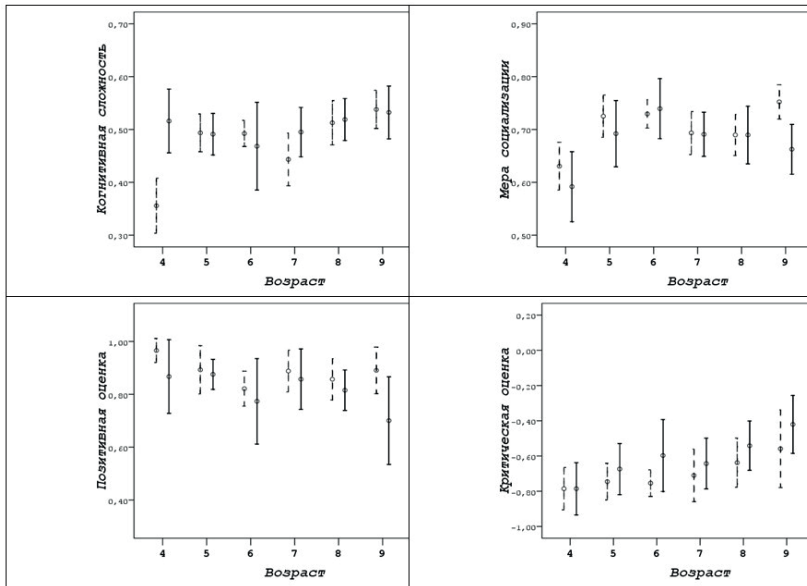 Когнитивная сложность
0,70
0,60
0,50
0,40
0,30
4 5 6 7 8 9
Возраст
Мера социализации
0,90
0,80
0,70
0,60
0,50
4 5 6 7 8 9
Возраст
Позитивная оценка
1,00
0,80
0,60
0,40
4 5 6 7 8 9
Возраст
Критическая оценка
0,20
0,00
-0,20
-0,40
-0,60
-0,80
-1,00
4 5 6 7 8 9
Возраст